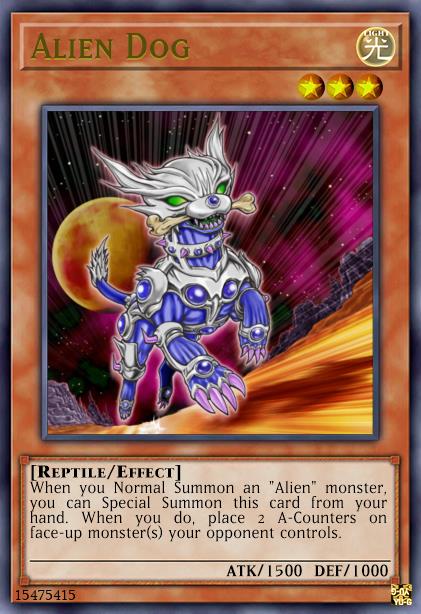 Alien Dog
LIGHT
光
[Reptile/Effect]
When you Normal Summon an "Alien" monster,
you can Special Summon this card from your
hand. When you do, place 2 A-Counters on
face-up monster(s) your opponent controls.
ATK/1500 DEF/1000
15475415